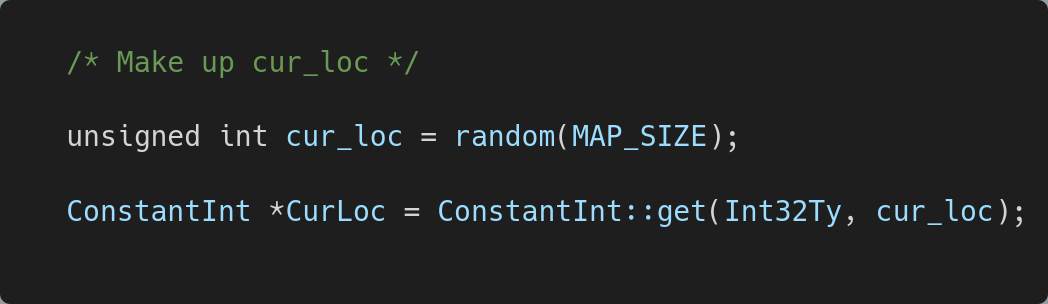 /* Make up cur_loc */
unsigned int cur_loc = random(MAP_SIZE);
ConstantInt *CurLoc = ConstantInt::get(Int32Ty, cur_loc);